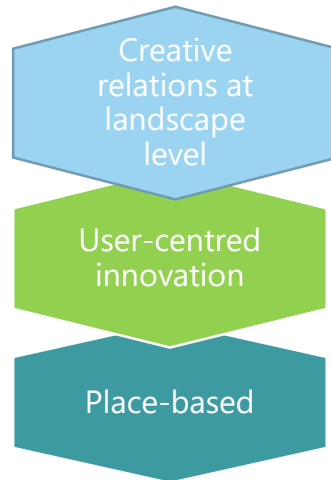 Creative
relations at
landscape
level
User-centred
innovation
Place-based